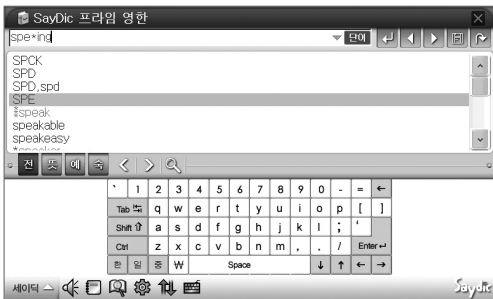 SayDic 프라임 영한
spe*ing 단어
SPCK
SPD
SPD,spd
SPE
speak
speakable
speakeasy
*speaker
전 뜻 예 숙
` 1 2 3 4 5 6 7 8 9 0 - = ←
Tab q w e r t y u i o p [ ]
Shift a s d f g h j k l ; '
Ctrl z x c v b n m , . / Enter
한 일 중 ₩ Space ↓ ↑ ← →
세이딕 Saydic